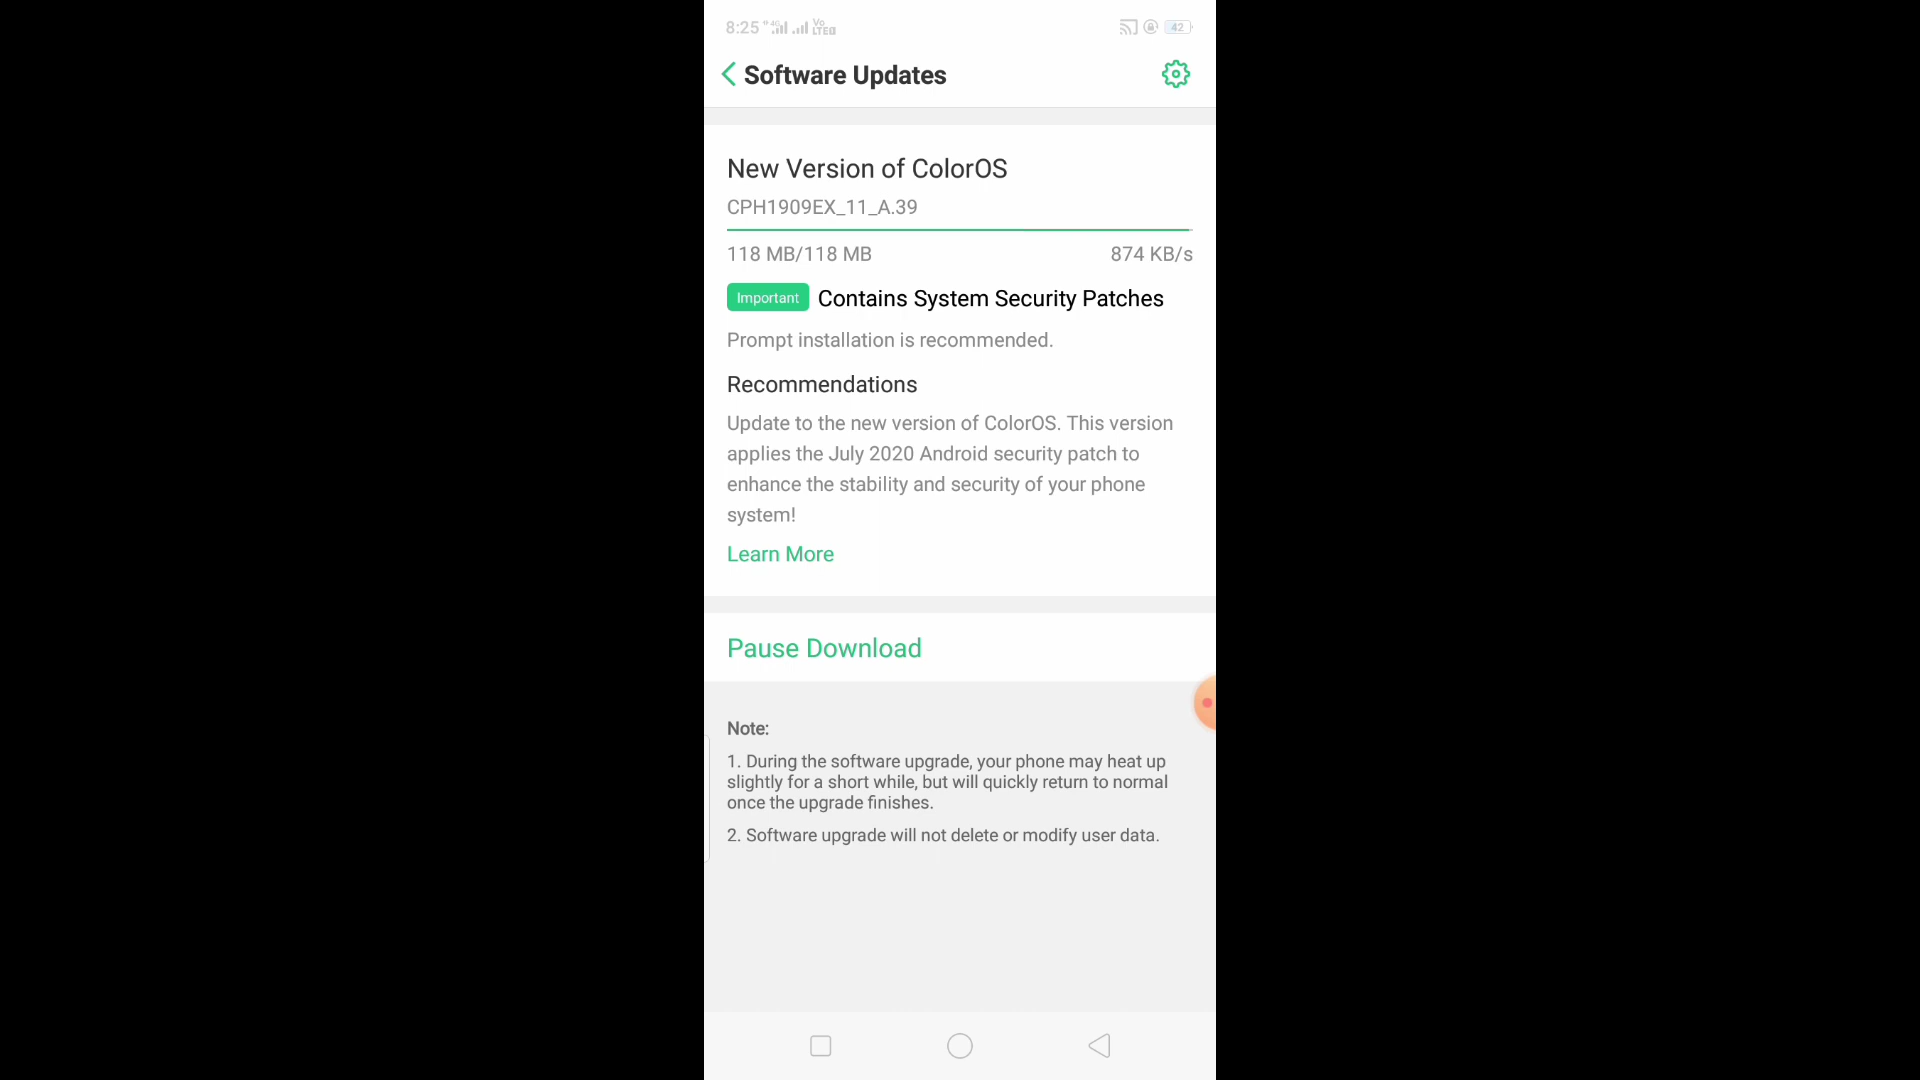 8:25 4G Vo LTE
42
Software Updates
New Version of ColorOS
CPH1909EX_11_A.39
118 MB/118 MB 874 KB/s
Important Contains System Security Patches
Prompt installation is recommended.
Recommendations
Update to the new version of ColorOS. This version
applies the July 2020 Android security patch to
enhance the stability and security of your phone
system!
Learn More
Pause Download
Note:
1. During the software upgrade, your phone may heat up
slightly for a short while, but will quickly return to normal
once the upgrade finishes.
2. Software upgrade will not delete or modify user data.